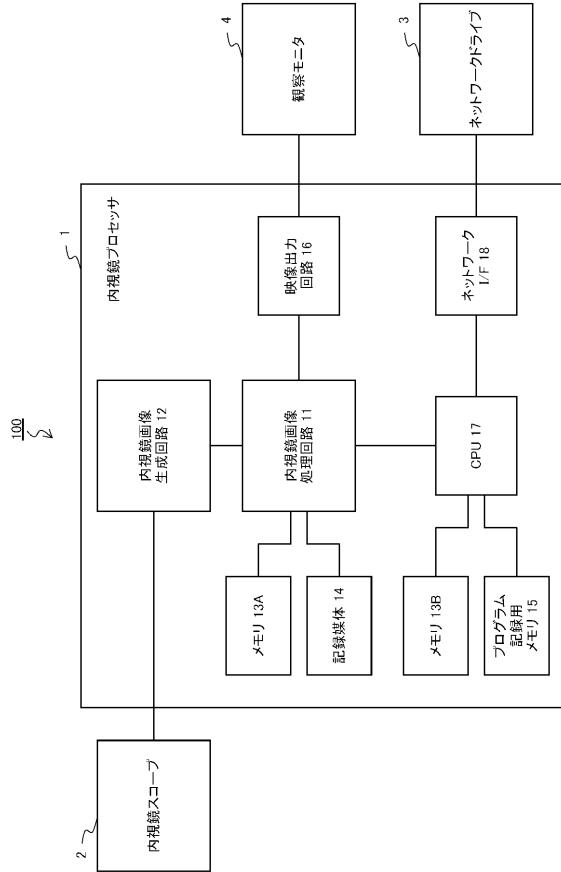 100
1
内視鏡プロセッサ
2
内視鏡スコープ
内視鏡画像
生成回路 12
内視鏡画像
処理回路 11
映像出力
回路 16
4
観察モニタ
メモリ 13A
記録媒体 14
CPU 17
ネットワーク
I/F 18
3
ネットワークドライブ
メモリ 13B
プログラム
記録用
メモリ 15